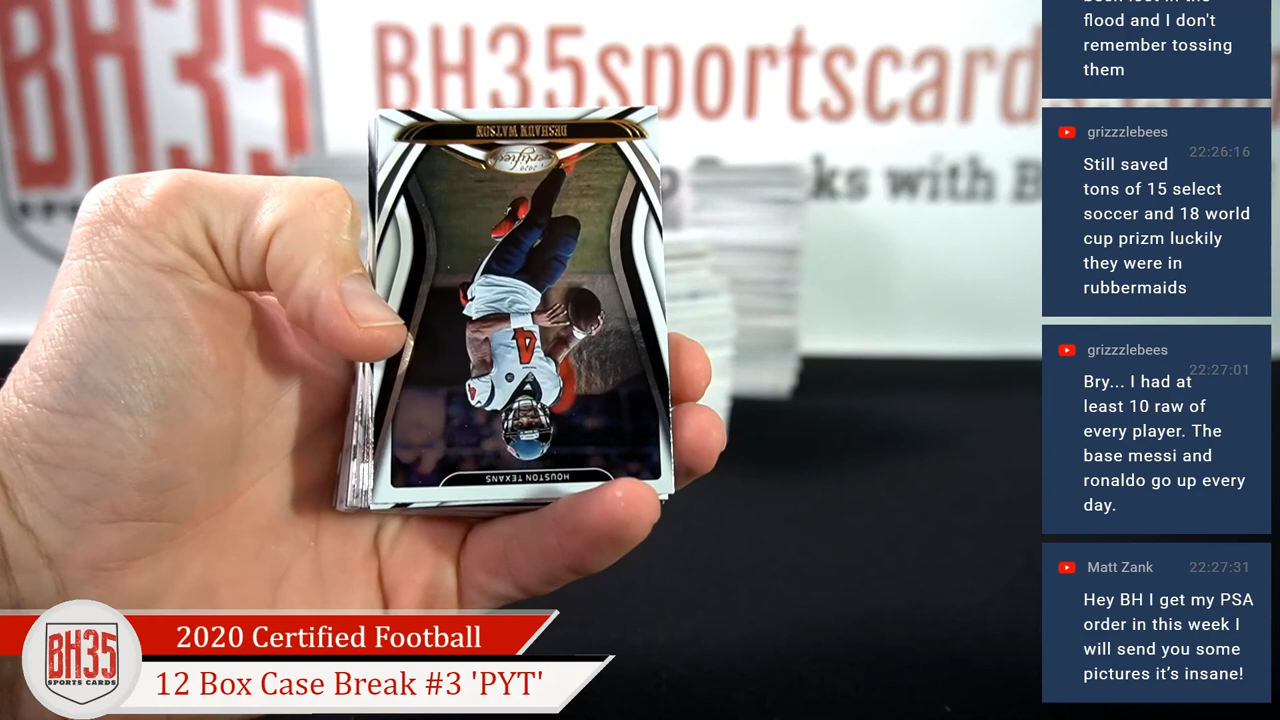 BH35sportscards.
ks with B
SPORTS
DESHAUN WATSON
2020
Certified
4
HOUSTON TEXANS
BH35
SPORTS CARDS
2020 Certified Football
12 Box Case Break #3 'PYT'
flood and I don't
remember tossing
them
grizzzlebees
22:26:16
Still saved
tons of 15 select
soccer and 18 world
cup prizm luckily
they were in
rubbermaids
grizzzlebees
22:27:01
Bry... I had at
least 10 raw of
every player. The
base messi and
ronaldo go up every
day.
Matt Zank
22:27:31
Hey BH I get my PSA
order in this week I
will send you some
pictures it’s insane!